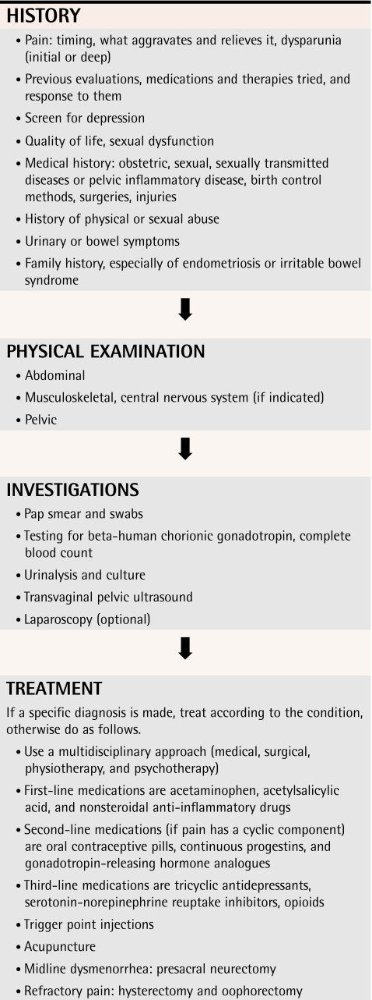 HISTORY
• Pain: timing, what aggravates and relieves it, dysparunia
(initial or deep)
• Previous evaluations, medications and therapies tried, and
response to them
• Screen for depression
• Quality of life, sexual dysfunction
• Medical history: obstetric, sexual, sexually transmitted
diseases or pelvic inflammatory disease, birth control
methods, surgeries, injuries
• History of physical or sexual abuse
• Urinary or bowel symptoms
• Family history, especially of endometriosis or irritable bowel
syndrome
PHYSICAL EXAMINATION
• Abdominal
• Musculoskeletal, central nervous system (if indicated)
• Pelvic
INVESTIGATIONS
• Pap smear and swabs
• Testing for beta-human chorionic gonadotropin, complete
blood count
• Urinalysis and culture
• Transvaginal pelvic ultrasound
• Laparoscopy (optional)
TREATMENT
If a specific diagnosis is made, treat according to the condition,
otherwise do as follows.
• Use a multidisciplinary approach (medical, surgical,
physiotherapy, and psychotherapy)
• First-line medications are acetaminophen, acetylsalicylic
acid, and nonsteroidal anti-inflammatory drugs
• Second-line medications (if pain has a cyclic component)
are oral contraceptive pills, continuous progestins, and
gonadotropin-releasing hormone analogues
• Third-line medications are tricyclic antidepressants,
serotonin-norepinephrine reuptake inhibitors, opioids
• Trigger point injections
• Acupuncture
• Midline dysmenorrhea: presacral neurectomy
• Refractory pain: hysterectomy and oophorectomy